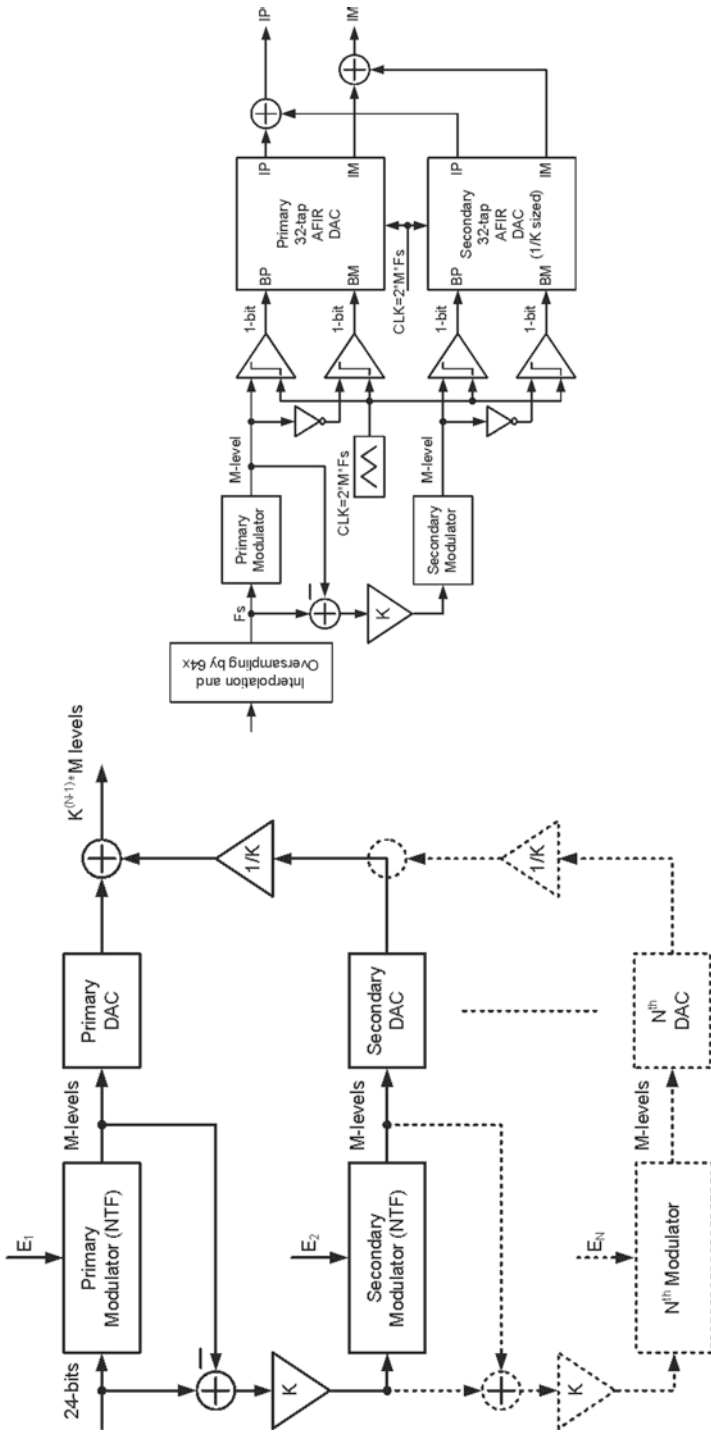 24-bits
E₁
Primary
Modulator (NTF)
M-levels
Primary
DAC
K⁽ᴺ⁻¹⁾*M levels
K
1/K
E₂
Secondary
Modulator (NTF)
M-levels
Secondary
DAC
K
1/K
E_N
Nᵗʰ Modulator
M-levels
Nᵗʰ
DAC
Interpolation and
Oversampling by 64x
Fs
Primary
Modulator
M-level
K
CLK=2*M*Fs
Secondary
Modulator
M-level
1-bit
1-bit
1-bit
1-bit
BP
BM
Primary
32-tap
AFIR
DAC
IP
IM
CLK=2*M*Fs
BP
BM
Secondary
32-tap
AFIR
DAC
(1/K sized)
IP
IM
IP
IM